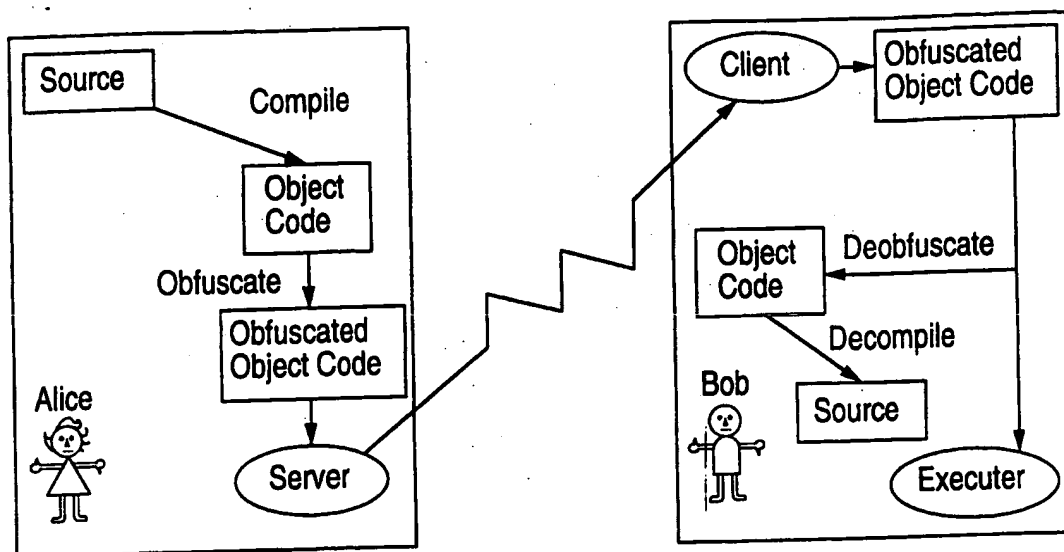 Source
Compile
Object
Code
Obfuscate
Obfuscated
Object Code
Alice
Server
Client
Obfuscated
Object Code
Object
Code
Deobfuscate
Decompile
Bob
Source
Executer